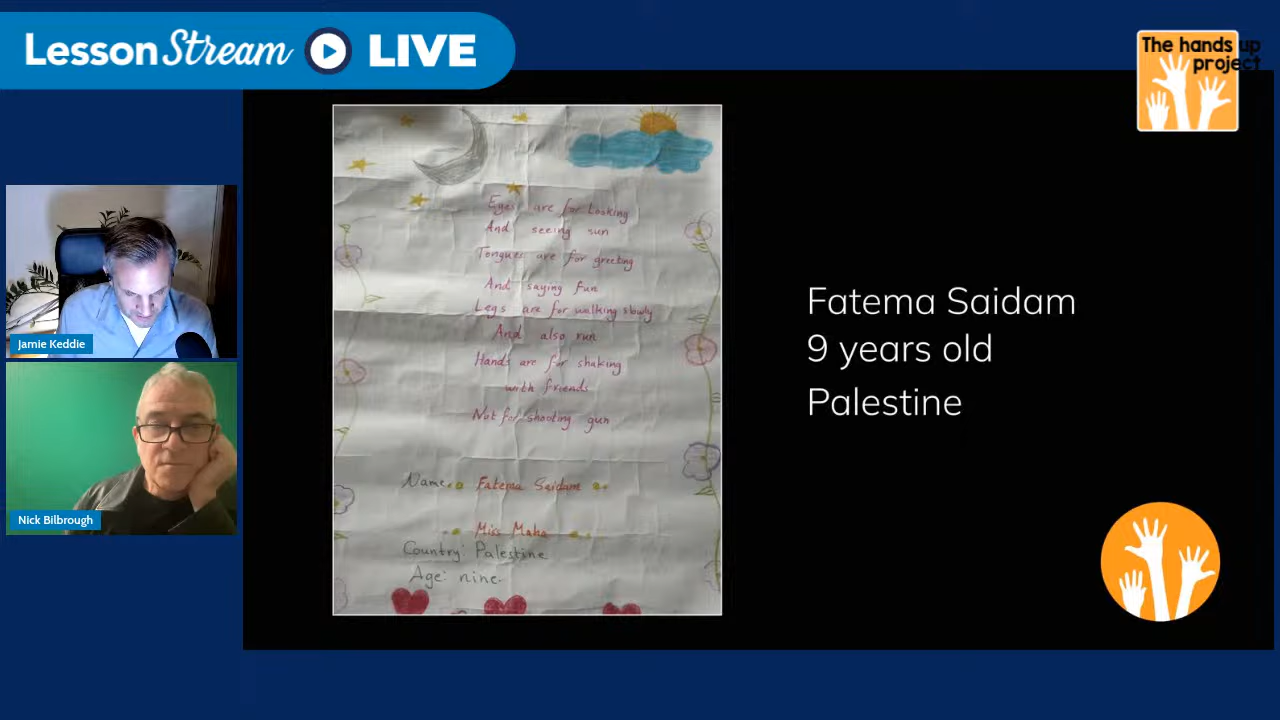 LessonStream LIVE
The hands up
project
Jamie Keddie
Nick Bilbrough
Eyes are for Looking
And seeing sun
Tongues are for greeting
And saying fun
Legs are for walking slowly
And also run
Hands are for shaking
with friends
Not for shooting gun
Name: Fatema Saidam
Miss Maha
Country: Palestine
Age: nine.
Fatema Saidam
9 years old
Palestine